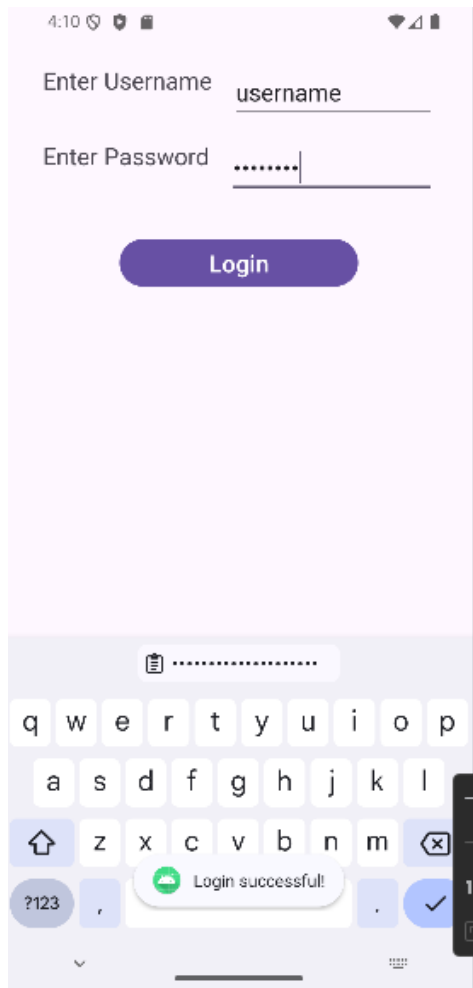 4:10
Enter Username username
Enter Password ••••••••
Login
••••••••••••••••••••
q w e r t y u i o p
a s d f g h j k l
z x c v b n m
Login successful!
?123 , .